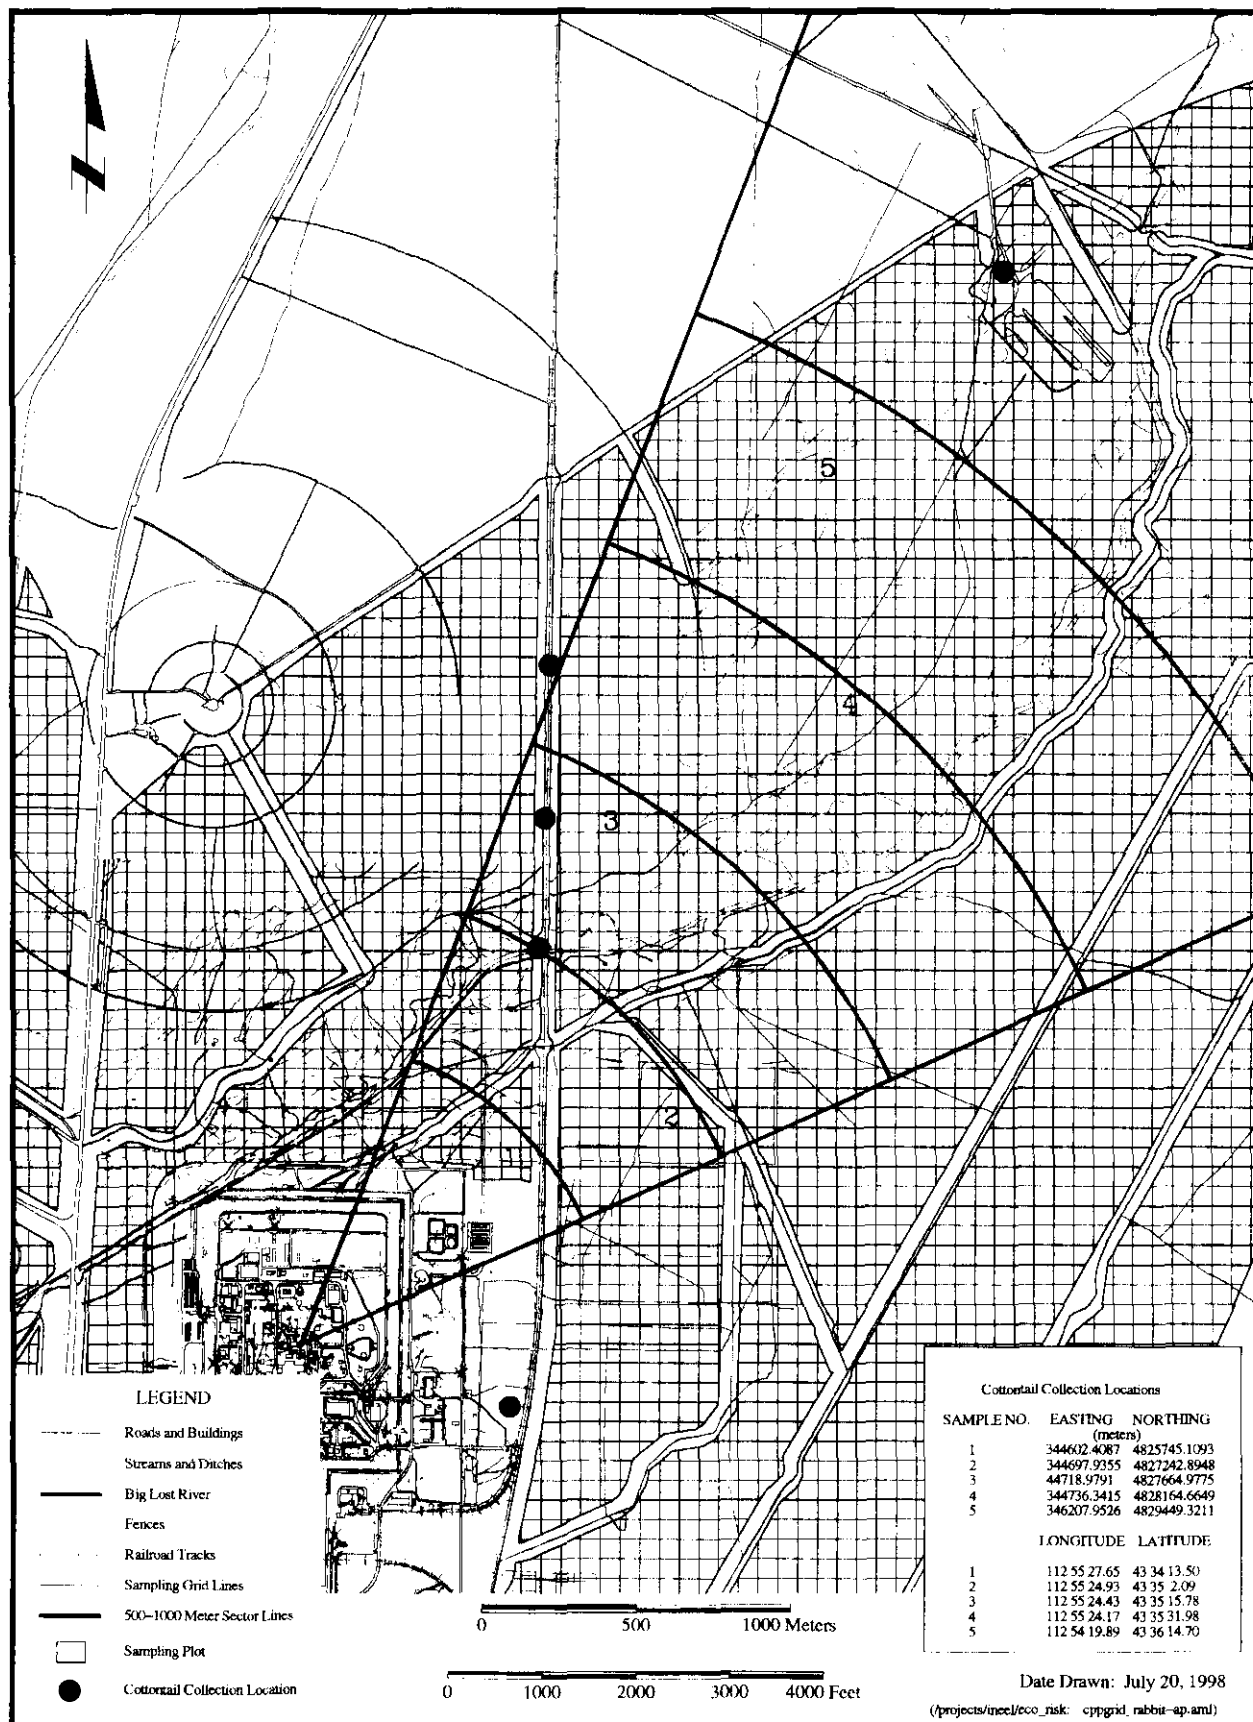 5
4
3
2
LEGEND
Roads and Buildings
Streams and Ditches
Big Lost River
Fences
Railroad Tracks
Sampling Grid Lines
500-1000 Meter Sector Lines
Sampling Plot
Cottontail Collection Location
0 500 1000 Meters
0 1000 2000 3000 4000 Feet
Cottontail Collection Locations
SAMPLE NO. EASTING NORTHING
(meters)
1 344602.4087 4825745.1093
2 344697.9355 4827242.8948
3 44718.9791 4827664.9775
4 344736.3415 4828164.6649
5 346207.9526 4829449.3211
LONGITUDE LATITUDE
1 112 55 27.65 43 34 13.50
2 112 55 24.93 43 35 2.09
3 112 55 24.43 43 35 15.78
4 112 55 24.17 43 35 31.98
5 112 54 19.89 43 36 14.70
Date Drawn: July 20, 1998
(/projects/ineel/eco_risk: cppgrid_rabbit-ap.aml)